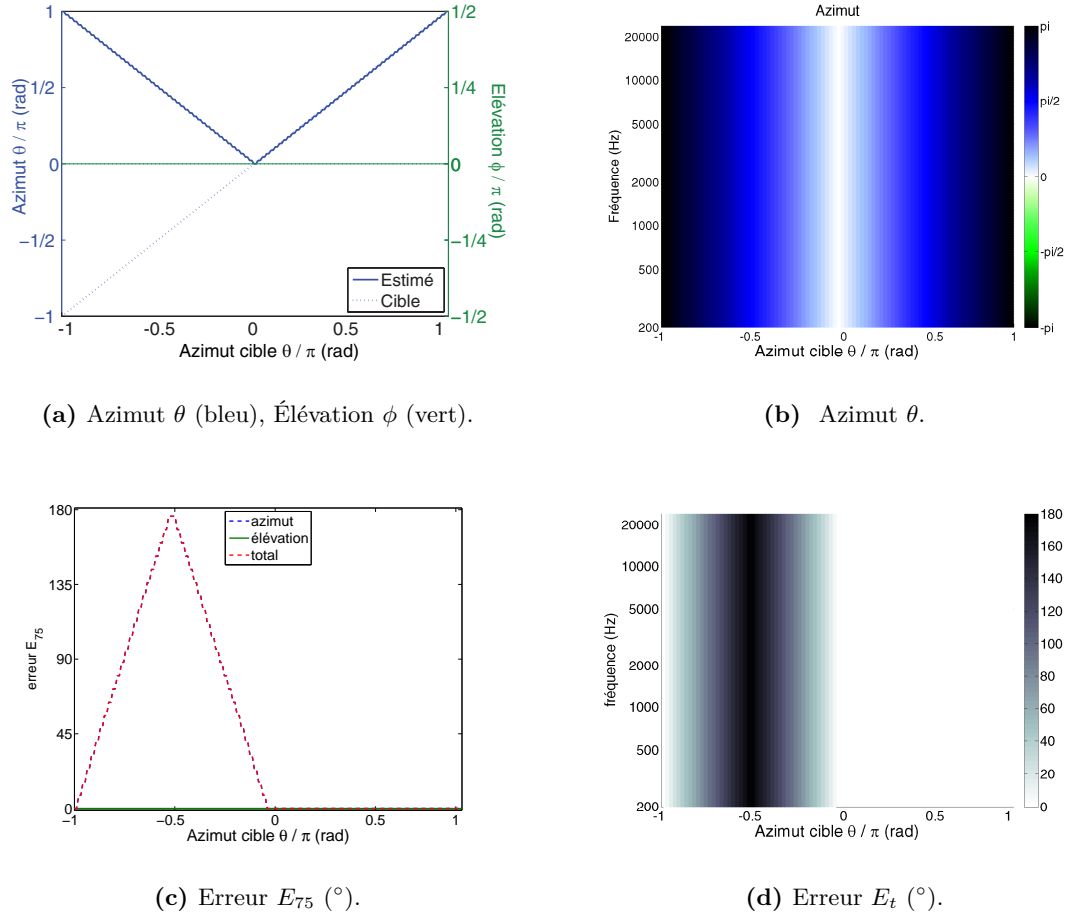 1
1/2
0
−1/2
−1
Azimut θ / π (rad)
1/2
1/4
0
−1/4
−1/2
Elévation ϕ / π (rad)
Estimé
Cible
-1
-0.5
0
0.5
1
Azimut cible θ / π (rad)
(a) Azimut θ (bleu), Élévation ϕ (vert).
Azimut
20000
10000
5000
2000
1000
500
200
Fréquence (Hz)
pi
pi/2
0
-pi/2
-pi
-1
-0.5
0
0.5
1
Azimut cible θ / π (rad)
(b) Azimut θ.
180
135
90
45
0
erreur E75
azimut
élévation
total
−1
−0.5
0
0.5
1
Azimut cible θ / π (rad)
(c) Erreur E75 (°).
20000
10000
5000
2000
1000
500
200
fréquence (Hz)
180
160
140
120
100
80
60
40
20
0
-1
-0.5
0
0.5
1
Azimut cible θ / π (rad)
(d) Erreur Et (°).